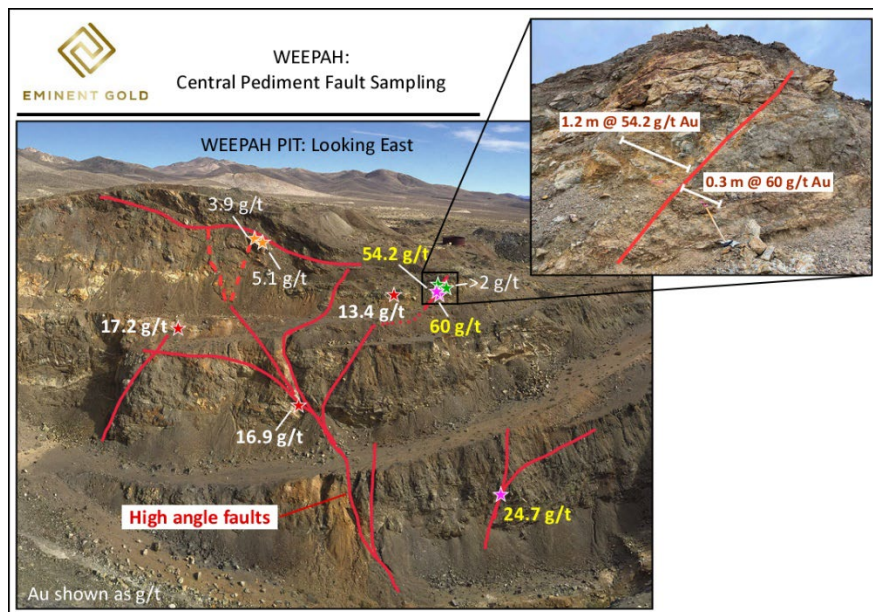 EMINENT GOLD
WEEPAH:
Central Pediment Fault Sampling
WEEPAH PIT: Looking East
1.2 m @ 54.2 g/t Au
0.3 m @ 60 g/t Au
3.9 g/t
5.1 g/t
54.2 g/t
>2 g/t
13.4 g/t
60 g/t
17.2 g/t
16.9 g/t
High angle faults
24.7 g/t
Au shown as g/t